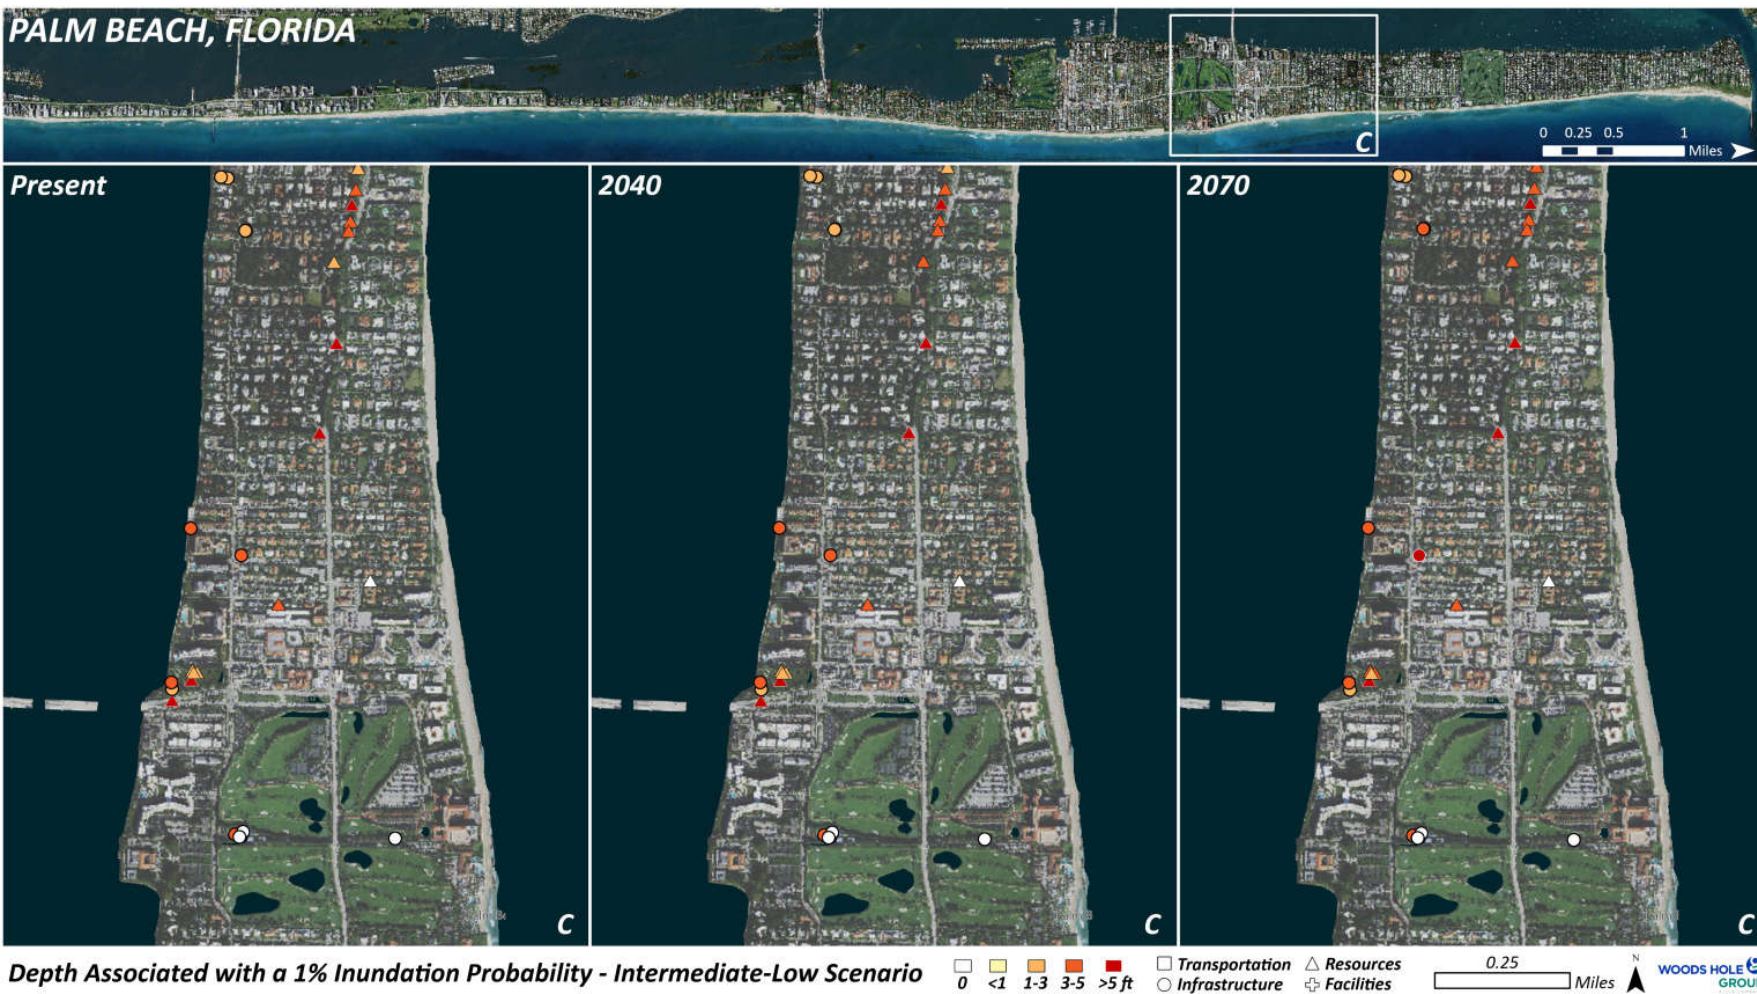 PALM BEACH, FLORIDA
C
0 0.25 0.5 1
Miles
Present
2040
2070
C
C
C
Depth Associated with a 1% Inundation Probability - Intermediate-Low Scenario
0 <1 1-3 3-5 >5 ft
Transportation
Resources
Infrastructure
Facilities
0.25
Miles
N
WOODS HOLE
GROUP